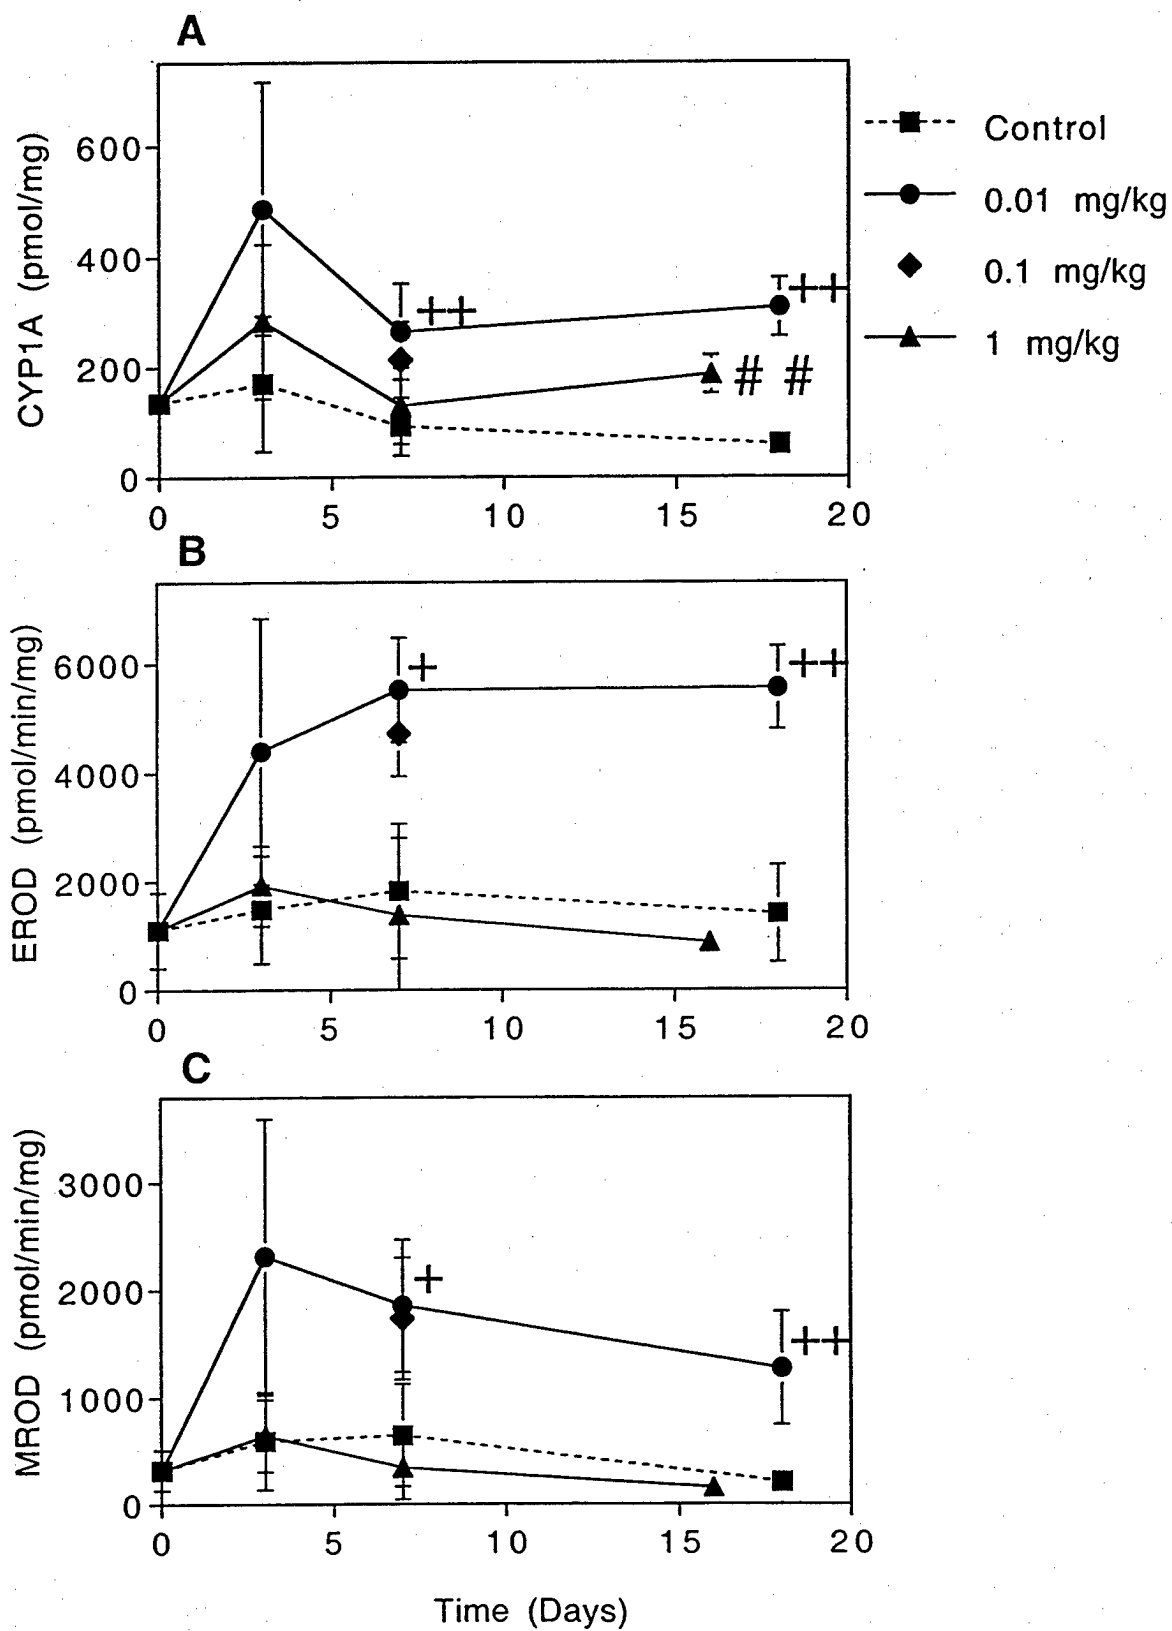 A
CYP1A (pmol/mg)
600
400
200
0
++
++
# #
0 5 10 15 20
Control
0.01 mg/kg
0.1 mg/kg
1 mg/kg
B
EROD (pmol/min/mg)
6000
4000
2000
0
+
++
0 5 10 15 20
C
MROD (pmol/min/mg)
3000
2000
1000
0
+
++
0 5 10 15 20
Time (Days)